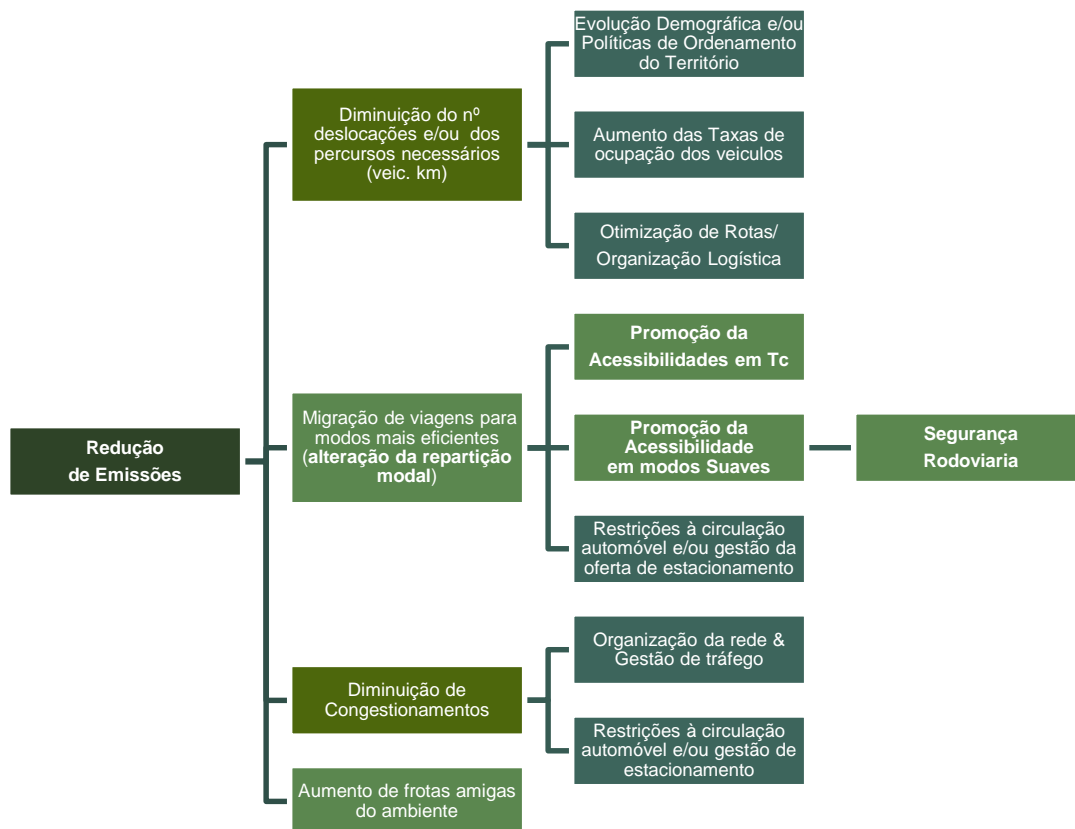 Evolução Demográfica e/ou
Políticas de Ordenamento
do Território
Diminuição do nº
deslocações e/ou dos
percursos necessários
(veic. km)
Aumento das Taxas de
ocupação dos veiculos
Otimização de Rotas/
Organização Logística
Promoção da
Acessibilidades em Tc
Redução
de Emissões
Migração de viagens para
modos mais eficientes
(alteração da repartição
modal)
Promoção da
Acessibilidade
em modos Suaves
Segurança
Rodoviaria
Restrições à circulação
automóvel e/ou gestão da
oferta de estacionamento
Organização da rede &
Gestão de tráfego
Diminuição de
Congestionamentos
Restrições à circulação
automóvel e/ou gestão de
estacionamento
Aumento de frotas amigas
do ambiente